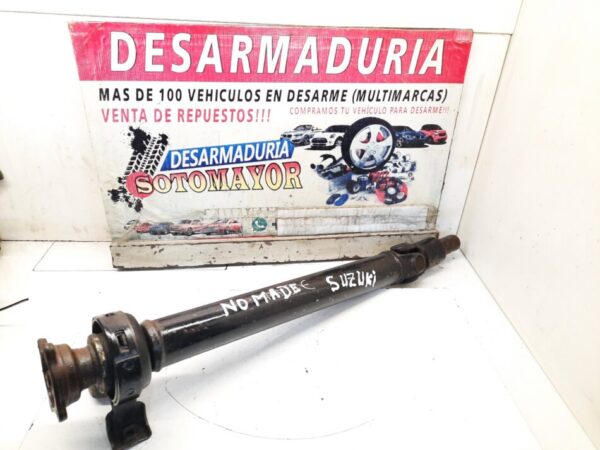 DESARMADURIA
MAS DE 100 VEHICULOS EN DESARME (MULTIMARCAS)
VENTA DE REPUESTOS!!! COMPRAMOS TU VEHÍCULO PARA DESARME!!!
DESARMADURIA
SOTOMAYOR
NOMADE SUZUKI